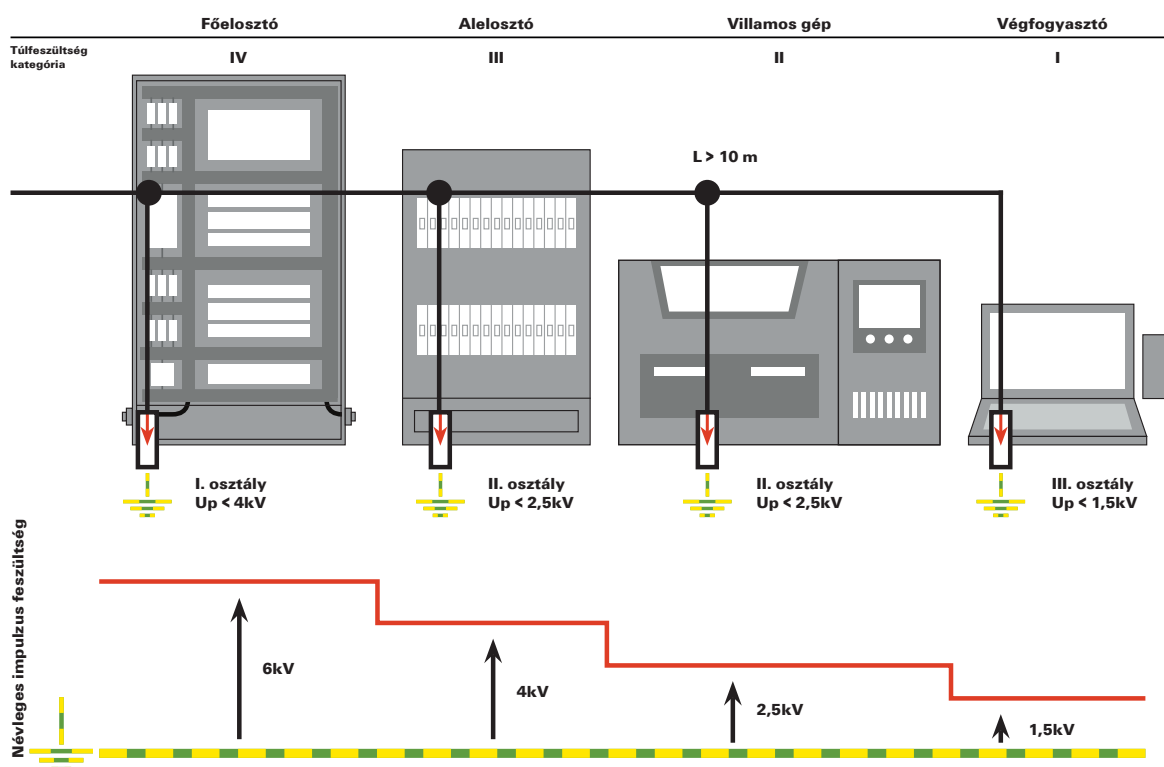 Főelosztó
Alelosztó
Villamos gép
Végfogyasztó
Túlfeszültség
kategória
IV
III
II
I
L > 10 m
I. osztály
Up < 4kV
II. osztály
Up < 2,5kV
II. osztály
Up < 2,5kV
III. osztály
Up < 1,5kV
Névleges impulzus feszültség
6kV
4kV
2,5kV
1,5kV